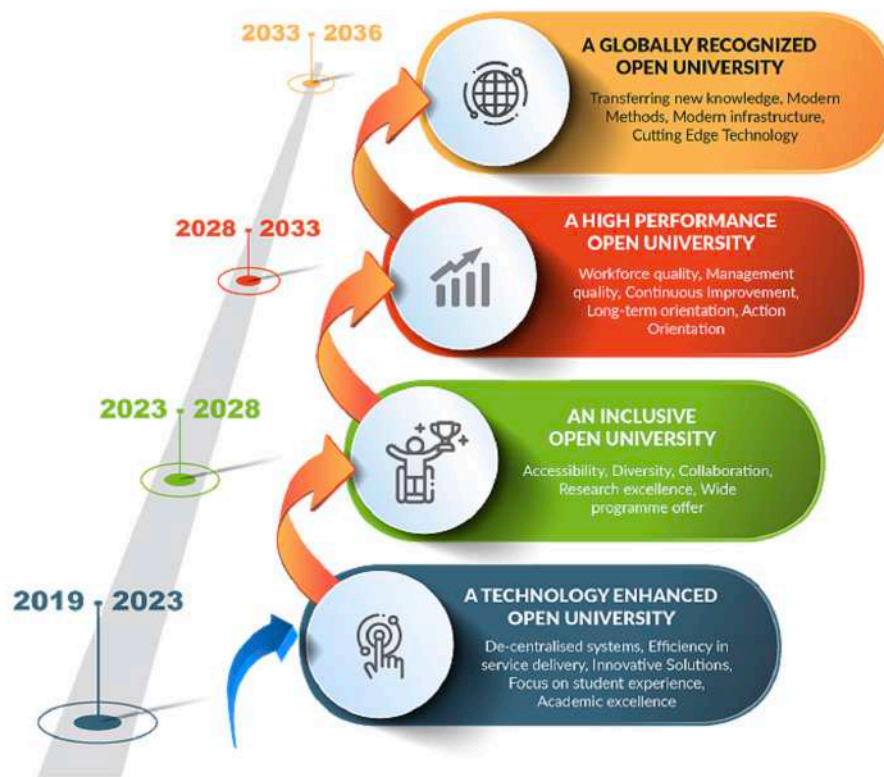 2033 - 2036
A GLOBALLY RECOGNIZED
OPEN UNIVERSITY
Transferring new knowledge, Modern
Methods, Modern infrastructure,
Cutting Edge Technology
2028 - 2033
A HIGH PERFORMANCE
OPEN UNIVERSITY
Workforce quality, Management
quality, Continuous Improvement,
Long-term orientation, Action
Orientation
2023 - 2028
AN INCLUSIVE
OPEN UNIVERSITY
Accessibility, Diversity, Collaboration,
Research excellence, Wide
programme offer
2019 - 2023
A TECHNOLOGY ENHANCED
OPEN UNIVERSITY
De-centralised systems, Efficiency in
service delivery, Innovative Solutions,
Focus on student experience,
Academic excellence